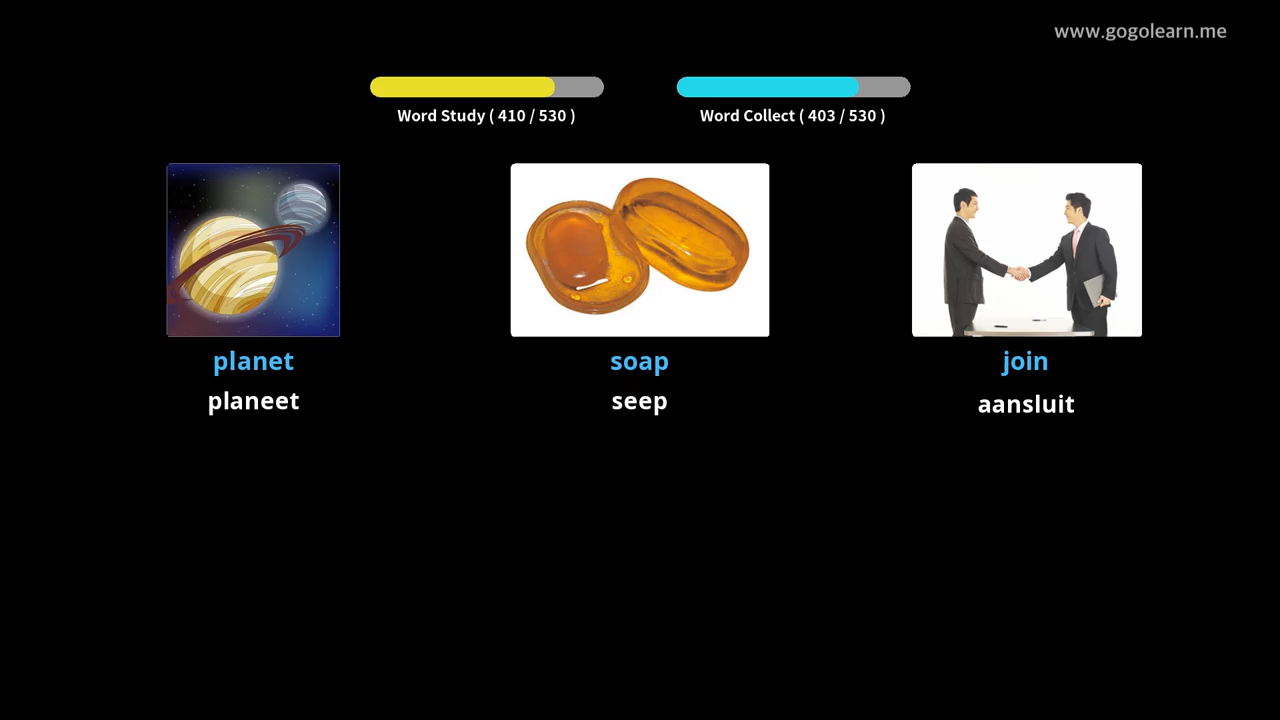 www.gogolearn.me
Word Study ( 410 / 530 )
Word Collect ( 403 / 530 )
planet
planeet
soap
seep
join
aansluit